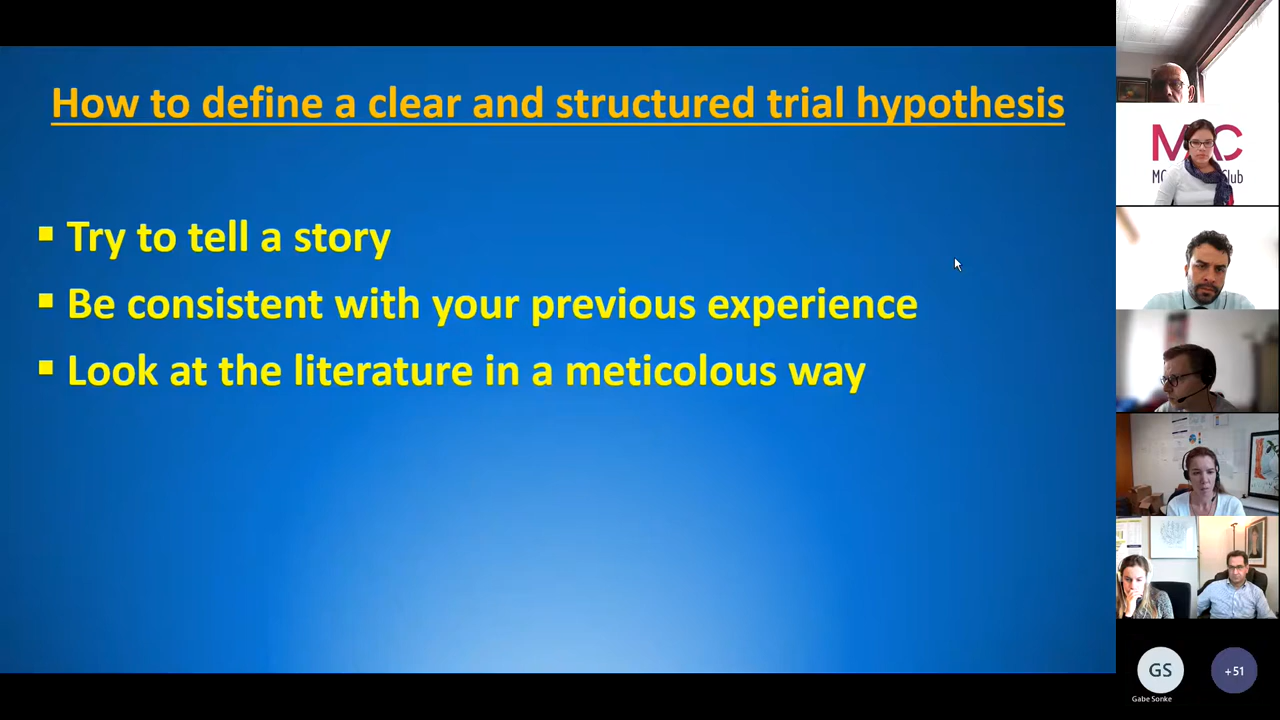 How to define a clear and structured trial hypothesis
▪ Try to tell a story
▪ Be consistent with your previous experience
▪ Look at the literature in a meticolous way
GS
+51
Gabe Sonke